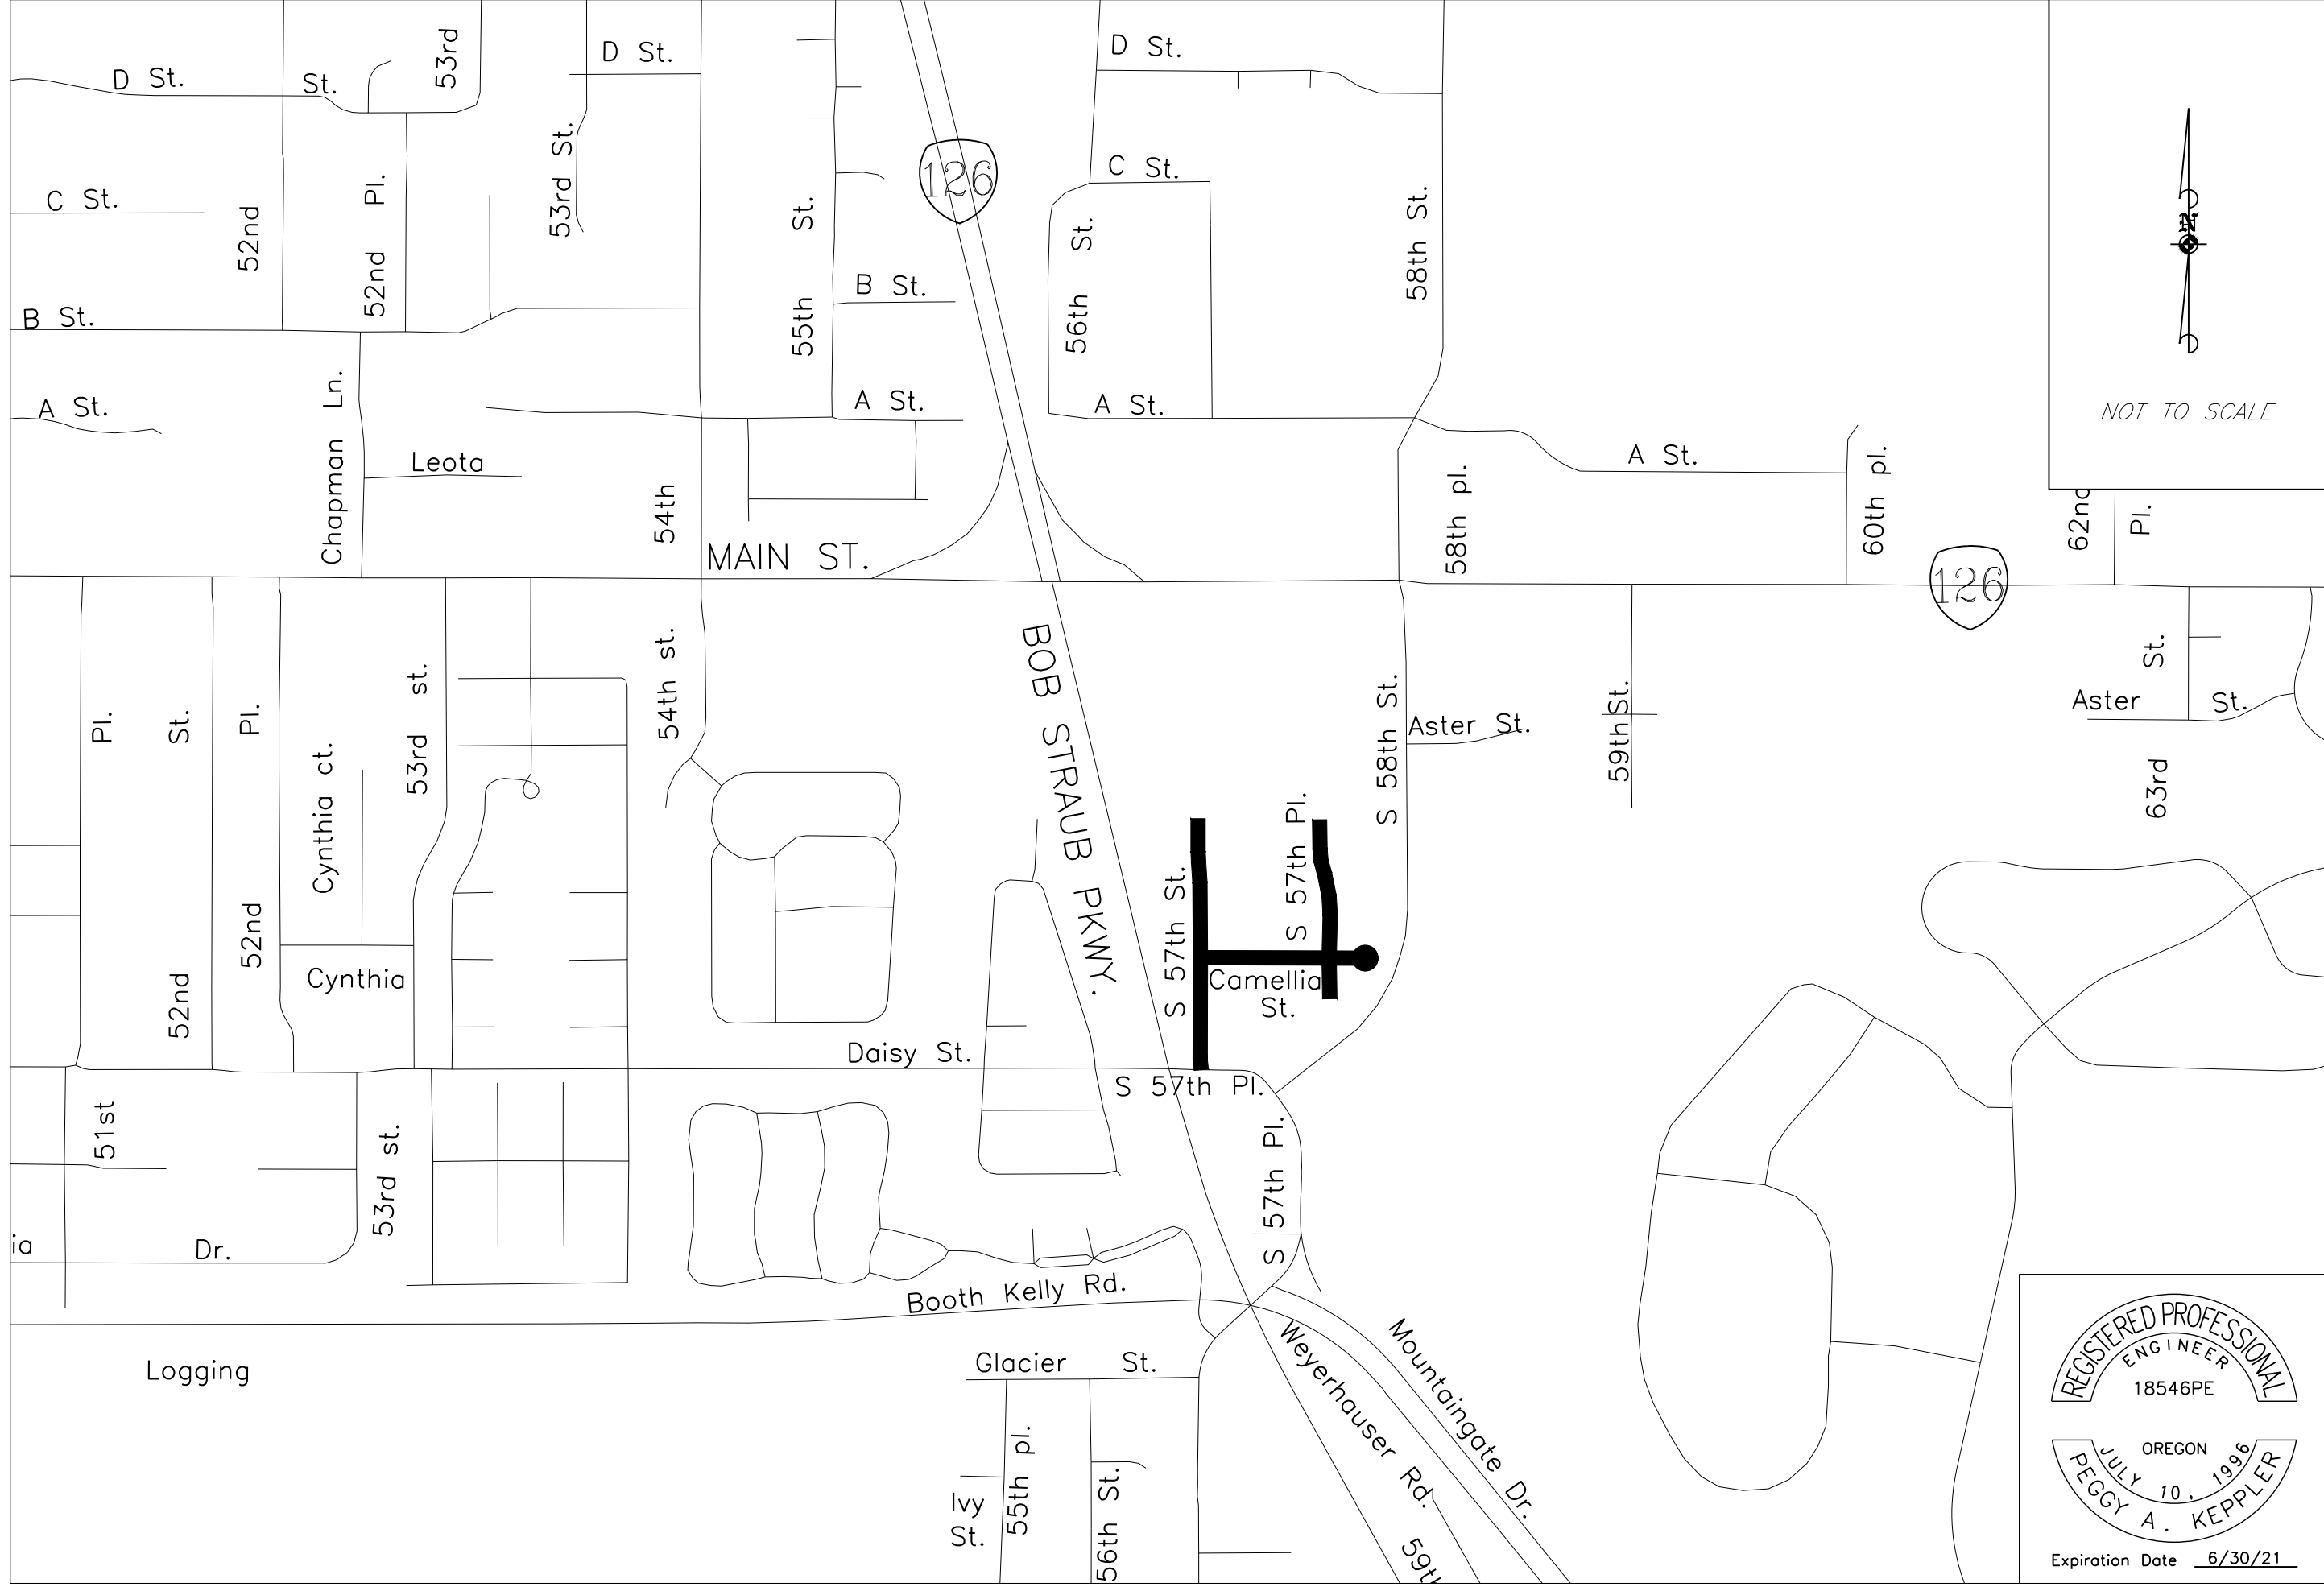 D St.
St.
53rd
D St.
D St.
53rd St.
126
C St.
C St.
52nd
52nd Pl.
55th St.
56th St.
58th St.
B St.
B St.
A St.
Chapman Ln.
A St.
A St.
NOT TO SCALE
Leota
54th
A St.
58th pl.
60th pl.
62nd
Pl.
MAIN ST.
126
Pl.
St.
Pl.
53rd st.
54th st.
BOB STRAUB PKWY.
S 58th St.
Aster St.
59th St.
St.
Aster St.
63rd
Cynthia ct.
S 57th St.
S 57th Pl.
52nd
52nd
Cynthia
Camellia
St.
Daisy St.
S 57th Pl.
51st
53rd st.
S 57th Pl.
ia
Dr.
Booth Kelly Rd.
Logging
Glacier St.
Weyerhauser Rd.
Mountaingate Dr.
Ivy
St.
55th pl.
56th St.
59th
REGISTERED PROFESSIONAL
ENGINEER
18546PE
OREGON
JULY 10, 1996
PEGGY A. KEPPLER
Expiration Date 6/30/21